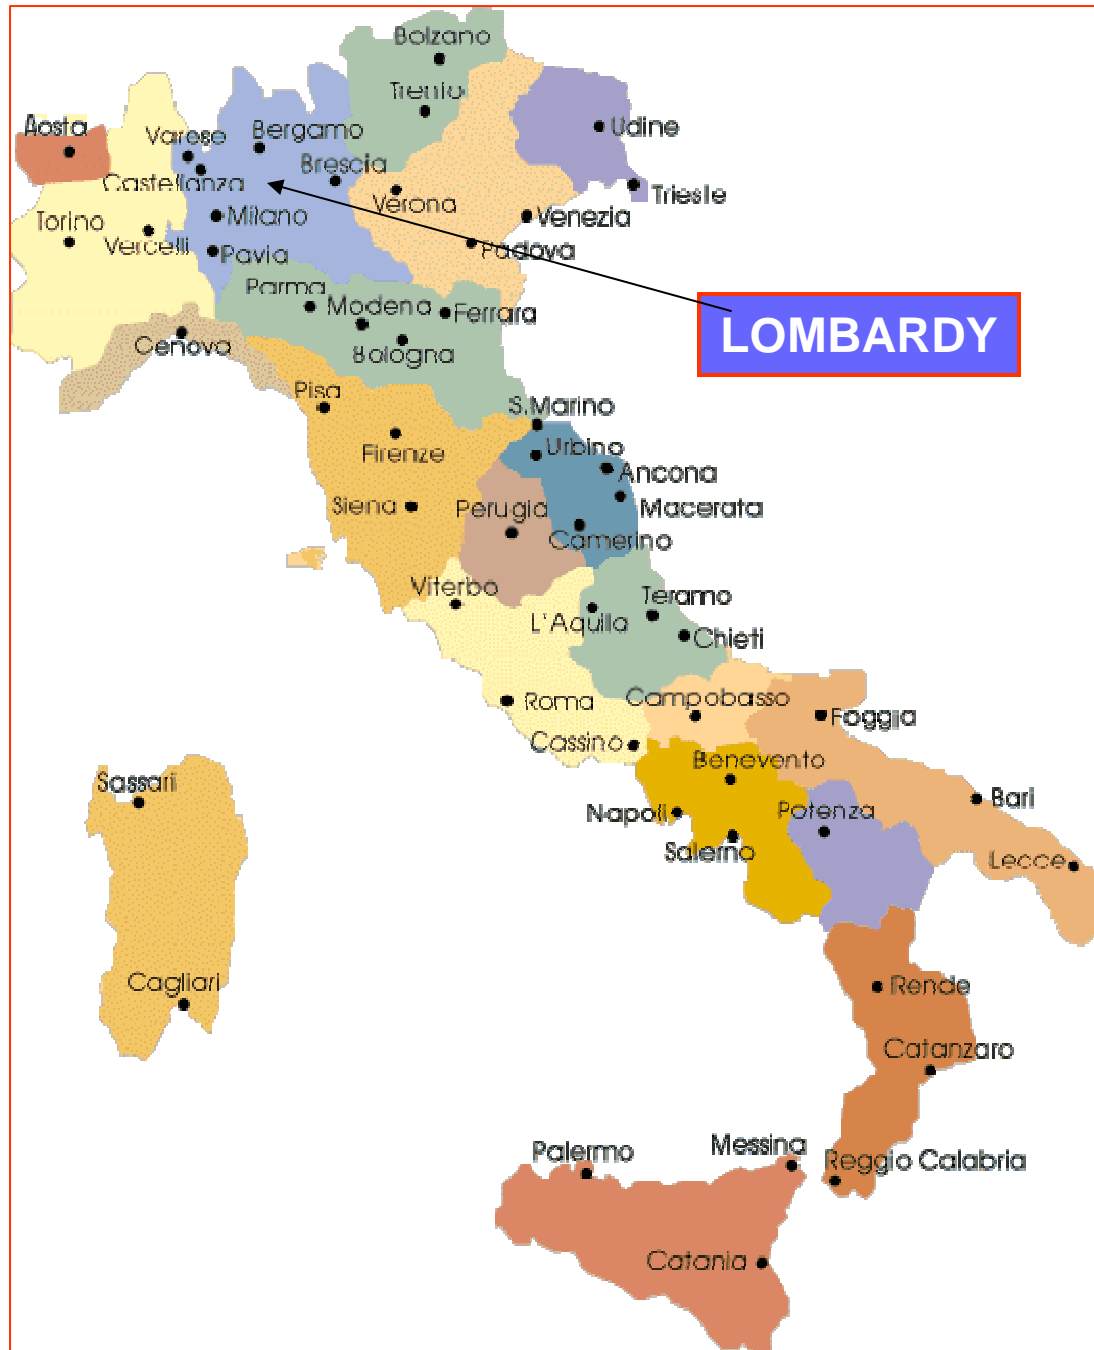 Bolzano
Trento
Aosta
Varese
Bergamo
Udine
Brescia
Castellanza
Verona
Trieste
Torino
Milano
Venezia
Vercelli
Pavia
Padova
Parma
Modena
Ferrara
LOMBARDY
Genova
Bologna
Pisa
S.Marino
Firenze
Urbino
Ancona
Siena
Perugia
Macerata
Camerino
Viterbo
Teramo
L'Aquila
Chieti
Roma
Campobasso
Foggia
Cassino
Benevento
Sassari
Napoli
Potenza
Bari
Salerno
Lecce
Cagliari
Rende
Catanzaro
Palermo
Messina
Reggio Calabria
Catania